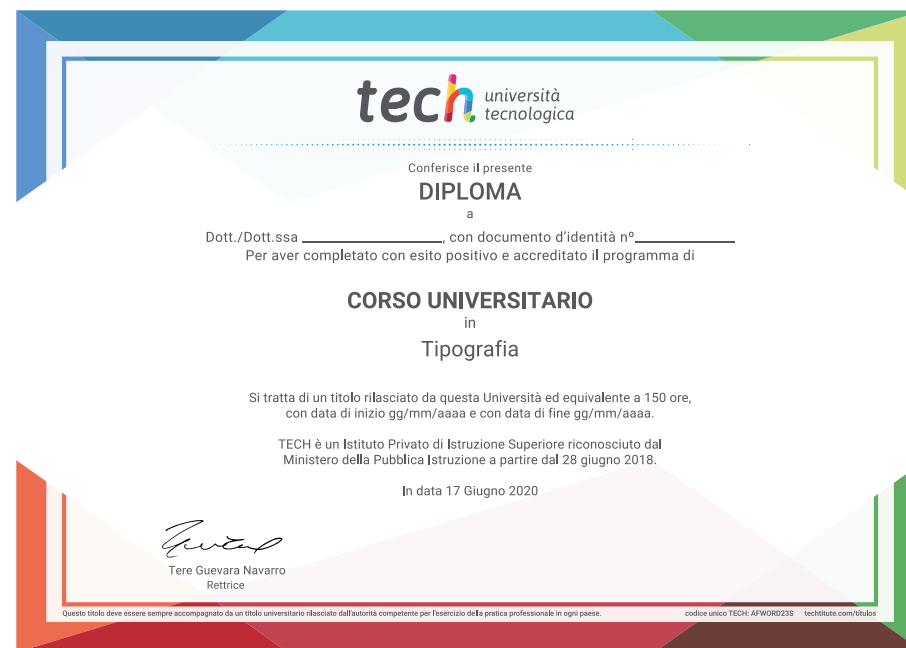 tech università
tecnologica
Conferisce il presente
DIPLOMA
a
Dott./Dott.ssa ____________________, con documento d'identità nº______________
Per aver completato con esito positivo e accreditato il programma di
CORSO UNIVERSITARIO
in
Tipografia
Si tratta di un titolo rilasciato da questa Università ed equivalente a 150 ore,
con data di inizio gg/mm/aaaa e con data di fine gg/mm/aaaa.
TECH è un Istituto Privato di Istruzione Superiore riconosciuto dal
Ministero della Pubblica Istruzione a partire dal 28 giugno 2018.
In data 17 Giugno 2020
Tere Guevara Navarro
Rettrice
Questo titolo deve essere sempre accompagnato da un titolo universitario rilasciato dall'autorità competente per l'esercizio della pratica professionale in ogni paese. codice unico TECH: AFWORD23S techtitute.com/títulos